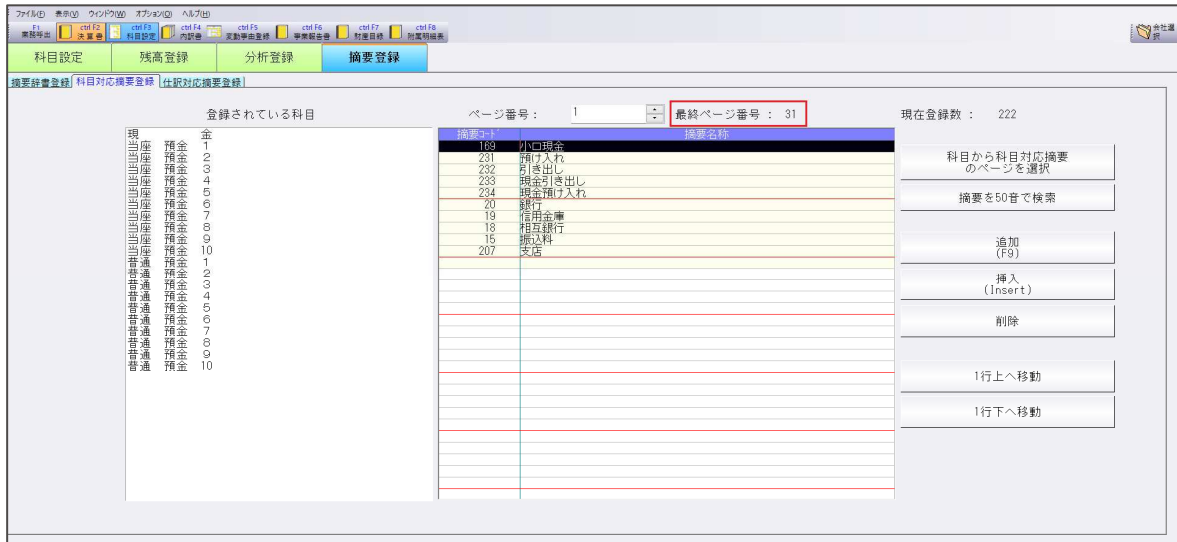 ファイル(F) 表示(V) ウィンドウ(W) オプション(O) ヘルプ(H)
F1 業務呼出 ctrl F2 決算書 ctrl F3 科目設定 ctrl F4 内訳書 ctrl F5 変動事由登録 ctrl F6 事業報告書 ctrl F7 財産目録 ctrl F8 附属明細表 会社選択
科目設定 残高登録 分析登録 摘要登録
摘要辞書登録 科目対応摘要登録 仕訳対応摘要登録
登録されている科目 ページ番号： 1 最終ページ番号 ： 31 現在登録数 ： 222
摘要コード 摘要名称
現 金
当座 預金 1
当座 預金 2
当座 預金 3
当座 預金 4
当座 預金 5
当座 預金 6
当座 預金 7
当座 預金 8
当座 預金 9
当座 預金 10
普通 預金 1
普通 預金 2
普通 預金 3
普通 預金 4
普通 預金 5
普通 預金 6
普通 預金 7
普通 預金 8
普通 預金 9
普通 預金 10
169 小口現金
231 預け入れ
232 引き出し
233 現金引き出し
234 現金預け入れ
20 銀行
19 信用金庫
18 相互銀行
15 振込料
207 支店
科目から科目対応摘要
のページを選択
摘要を50音で検索
追加
(F9)
挿入
(Insert)
削除
1行上へ移動
1行下へ移動